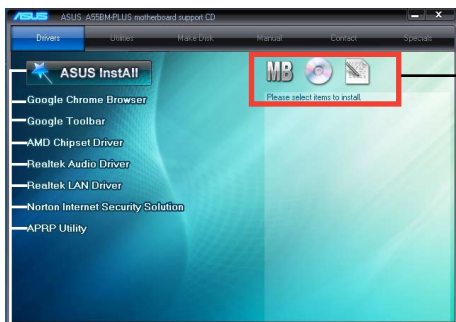 ASUS ASUS A55BM-PLUS motherboard support CD
Drivers Utilities Make Disk Manual Contact Specials
ASUS InstAll
MB
Please select items to install.
Google Chrome Browser
Google Toolbar
AMD Chipset Driver
Realtek Audio Driver
Realtek LAN Driver
Norton Internet Security Solution
APRP Utility